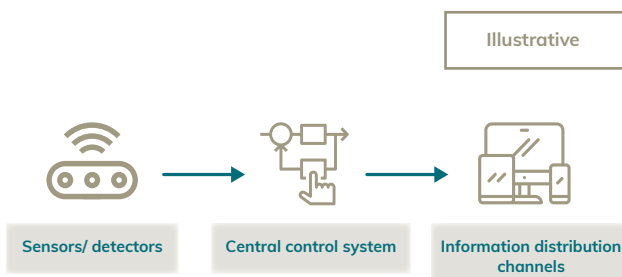 Illustrative
Sensors/ detectors
Central control system
Information distribution
channels